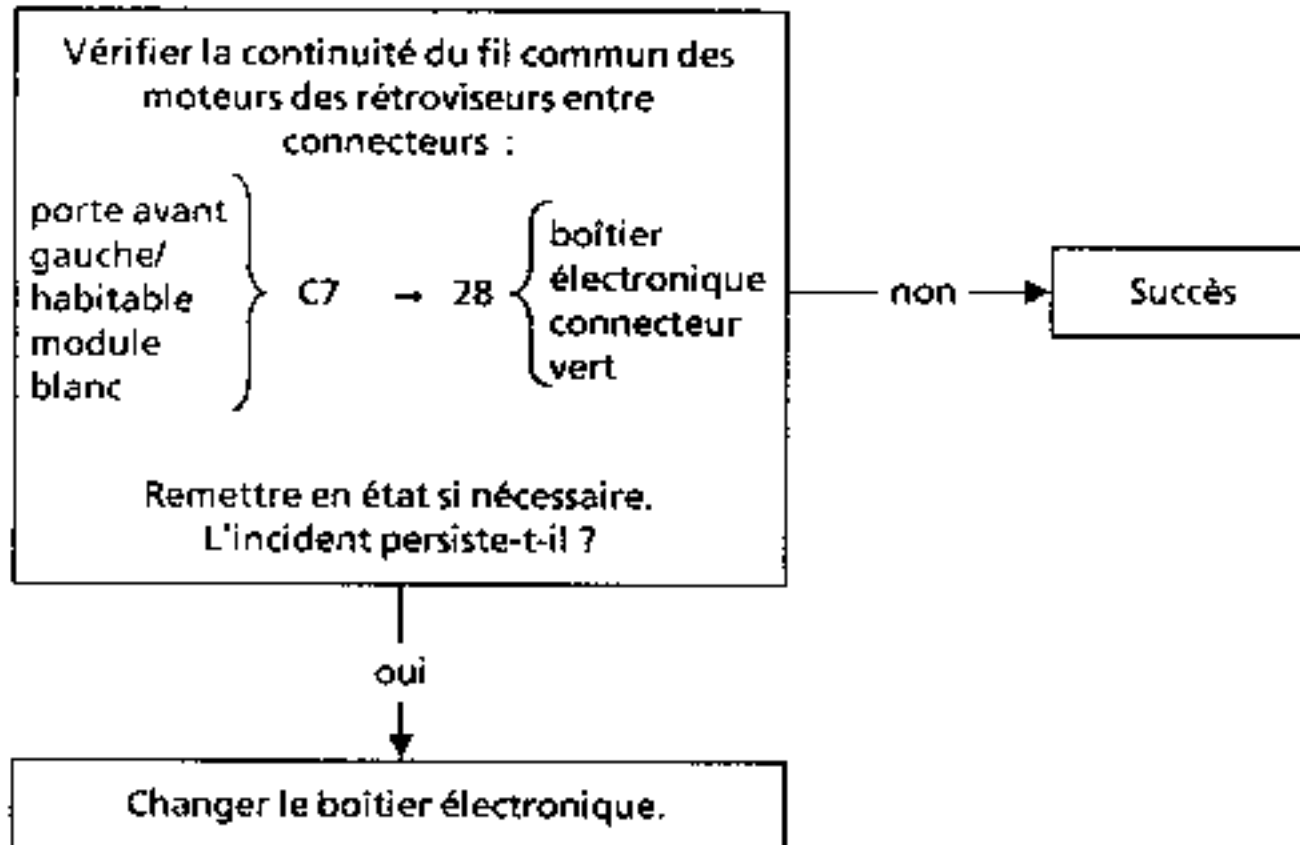 Vérifier la continuité du fil commun des
moteurs des rétroviseurs entre
connecteurs :
porte avant
gauche/
habitable
module
blanc
C7 → 28
boîtier
électronique
connecteur
vert
Remettre en état si nécessaire.
L'incident persiste-t-il ?
non
Succès
oui
Changer le boîtier électronique.